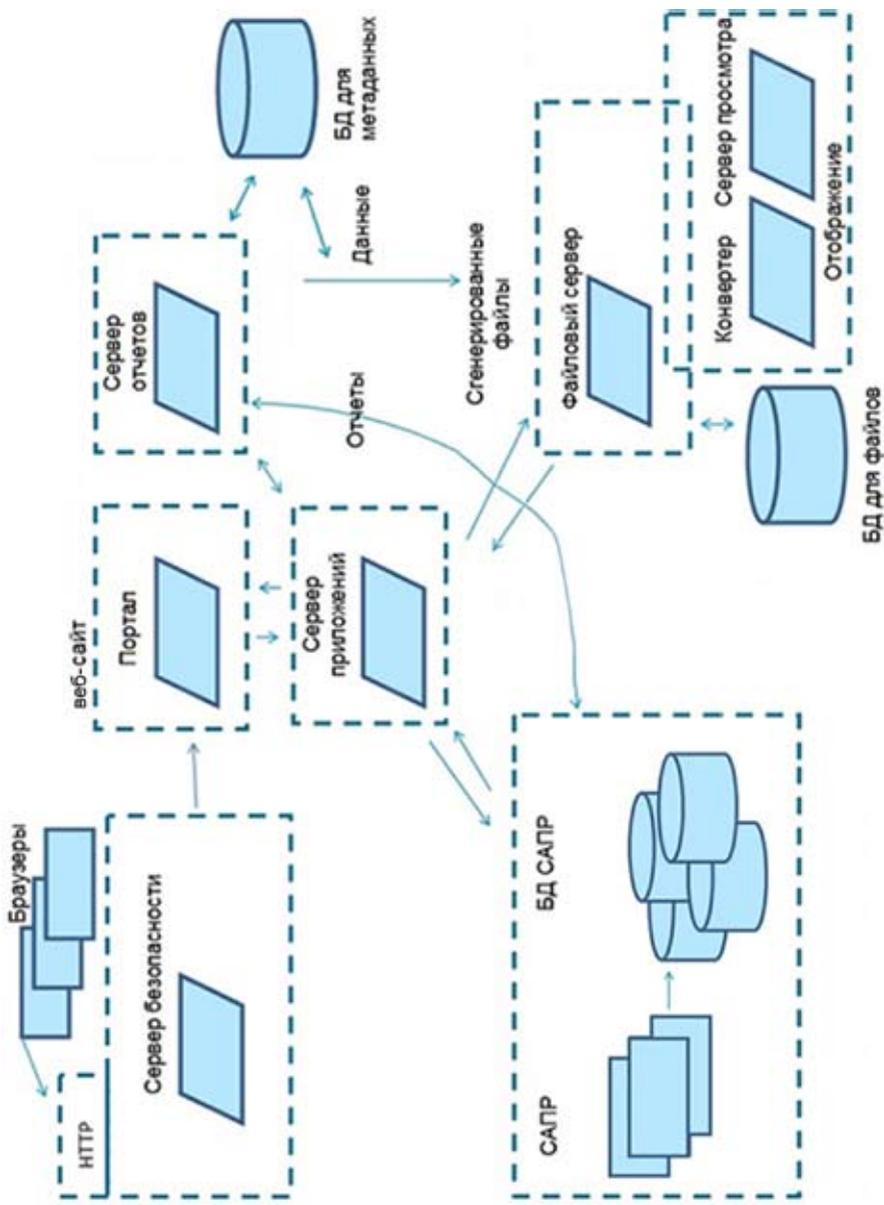 Браузеры
HTTP
Сервер безопасности
веб-сайт
Портал
Сервер
отчетов
БД для
метаданных
Сервер
приложений
Отчеты
Данные
Сгенерированные
файлы
САПР
БД САПР
Файловый сервер
Конвертер
Сервер просмотра
Отображение
БД для файлов